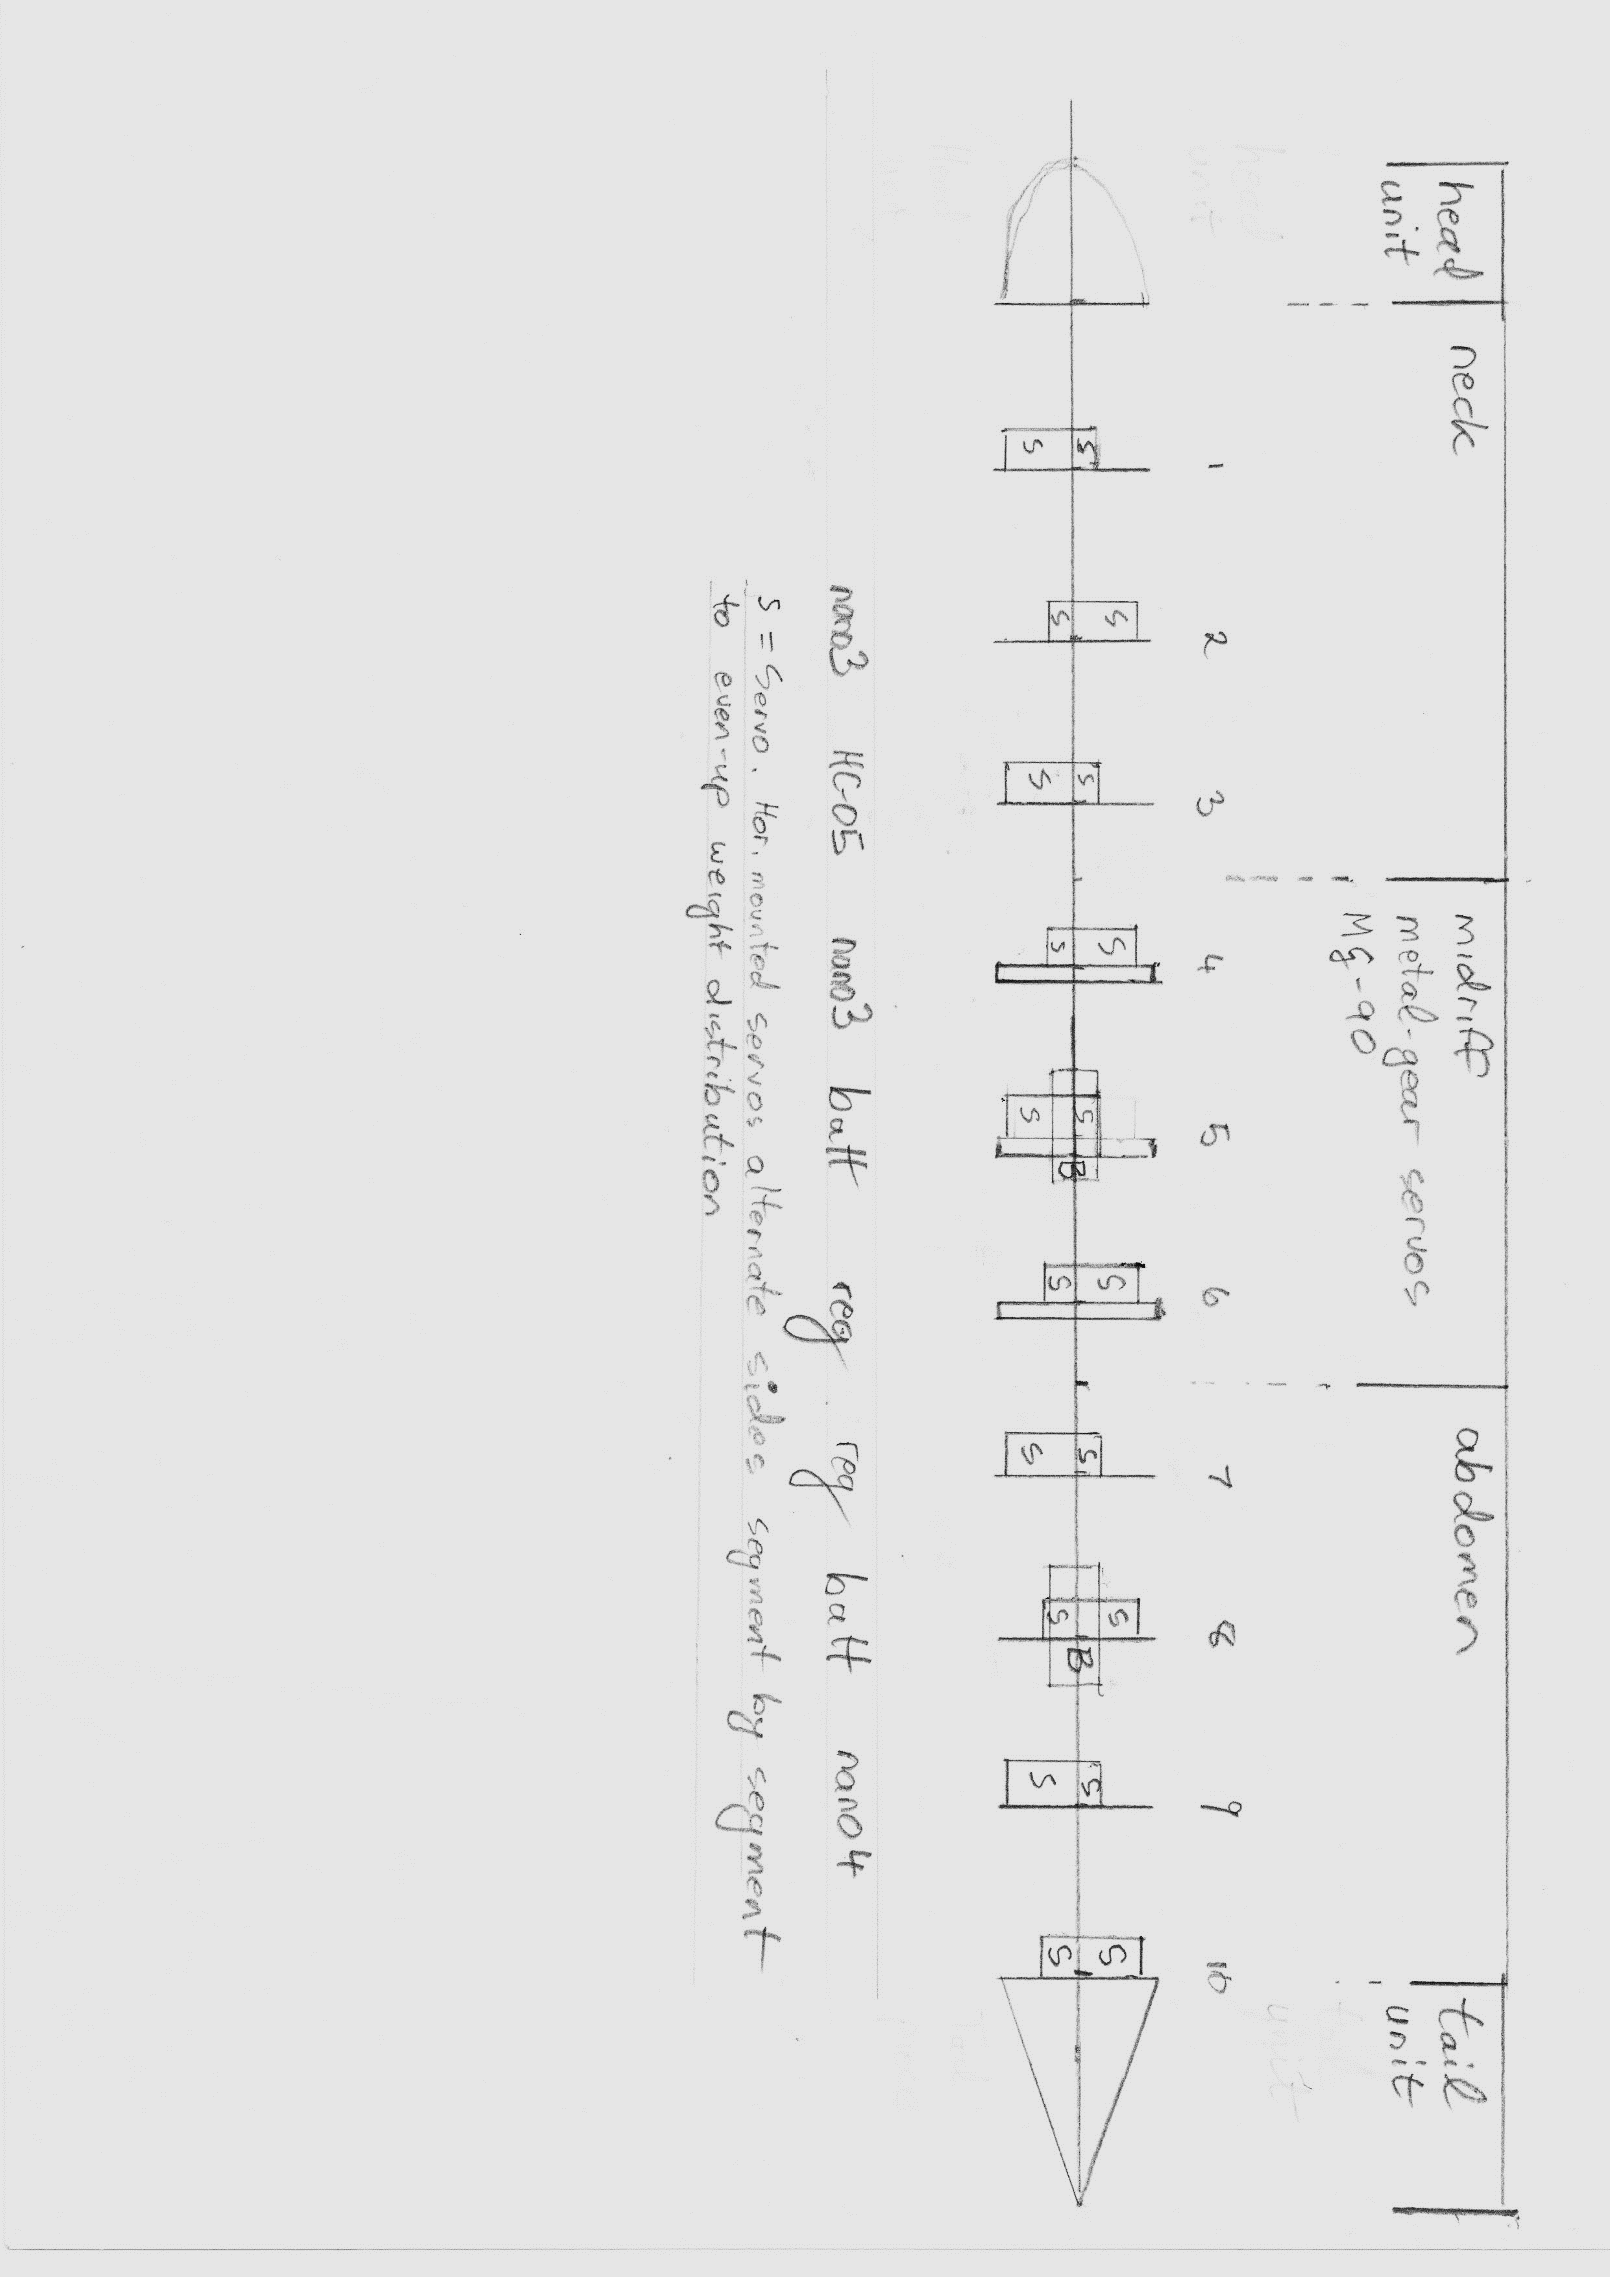 head neck midriff abdomen tail
unit metal-gear servos unit
MG-90
1 2 3 4 5 6 7 8 9 10
S S S S S S S S S S S S S S S S S S S S
B B
nano3 HC-05 nano3 batt reg reg batt nano4
S = Servo. Hor. mounted servos alternate sides segment by segment
to even-up weight distribution